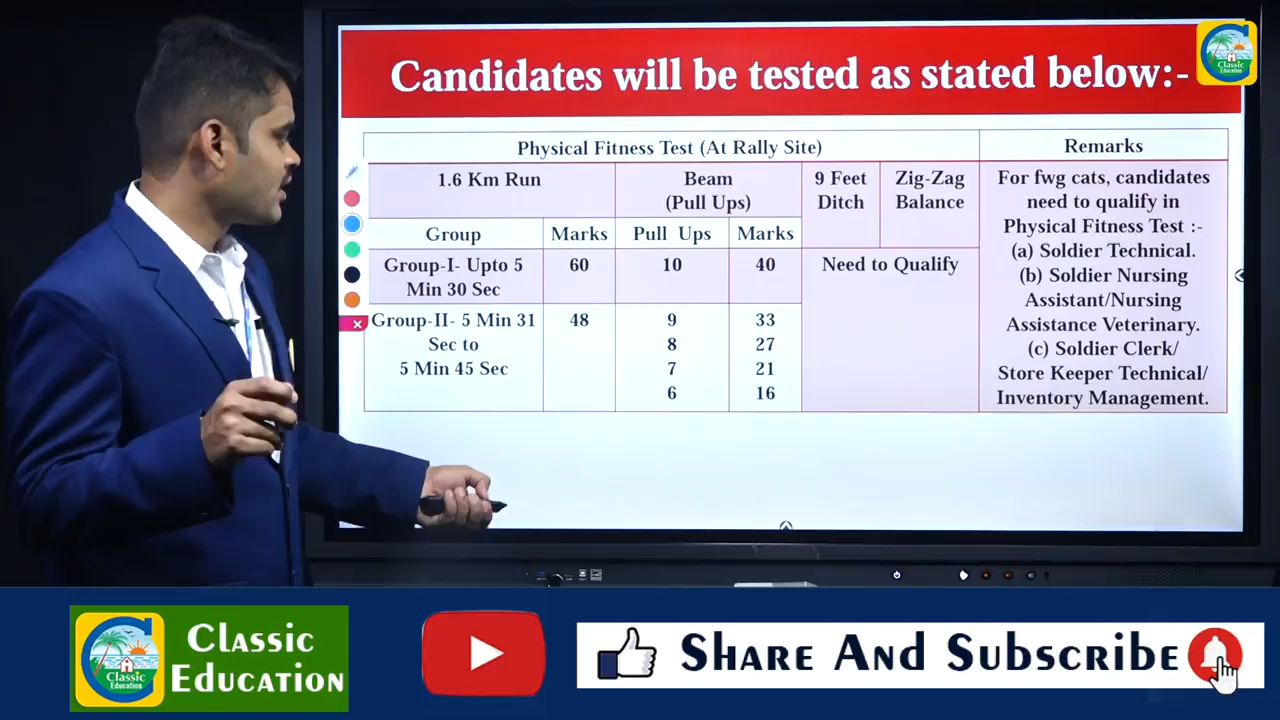 Candidates will be tested as stated below:-
Classic
Education
Physical Fitness Test (At Rally Site)
Remarks
1.6 Km Run
Beam
(Pull Ups)
9 Feet
Ditch
Zig-Zag
Balance
Group
Marks
Pull Ups
Marks
Group-I- Upto 5
Min 30 Sec
60
10
40
Need to Qualify
Group-II- 5 Min 31
Sec to
5 Min 45 Sec
48
9
33
8
27
7
21
6
16
For fwg cats, candidates
need to qualify in
Physical Fitness Test :-
(a) Soldier Technical.
(b) Soldier Nursing
Assistant/Nursing
Assistance Veterinary.
(c) Soldier Clerk/
Store Keeper Technical/
Inventory Management.
Classic
Education
Classic
Education
Share And Subscribe